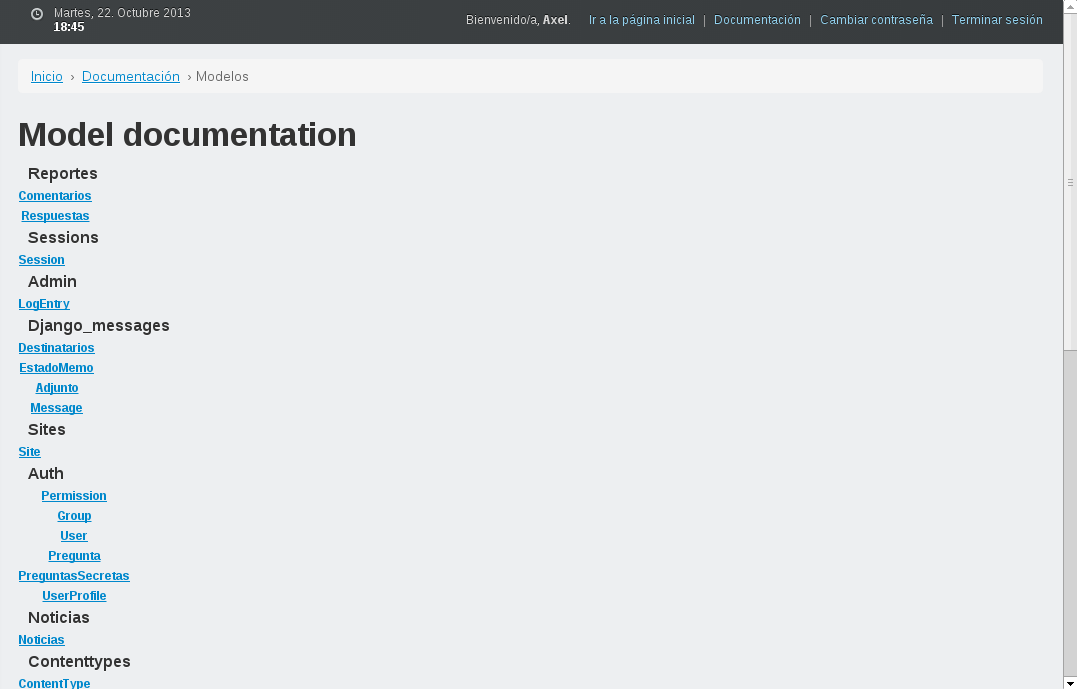 Martes, 22. Octubre 2013
18:45
Bienvenido/a, Axel. Ir a la página inicial | Documentación | Cambiar contraseña | Terminar sesión
Inicio › Documentación › Modelos
Model documentation
Reportes
Comentarios
Respuestas
Sessions
Session
Admin
LogEntry
Django_messages
Destinatarios
EstadoMemo
Adjunto
Message
Sites
Site
Auth
Permission
Group
User
Pregunta
PreguntasSecretas
UserProfile
Noticias
Noticias
Contenttypes
ContentType